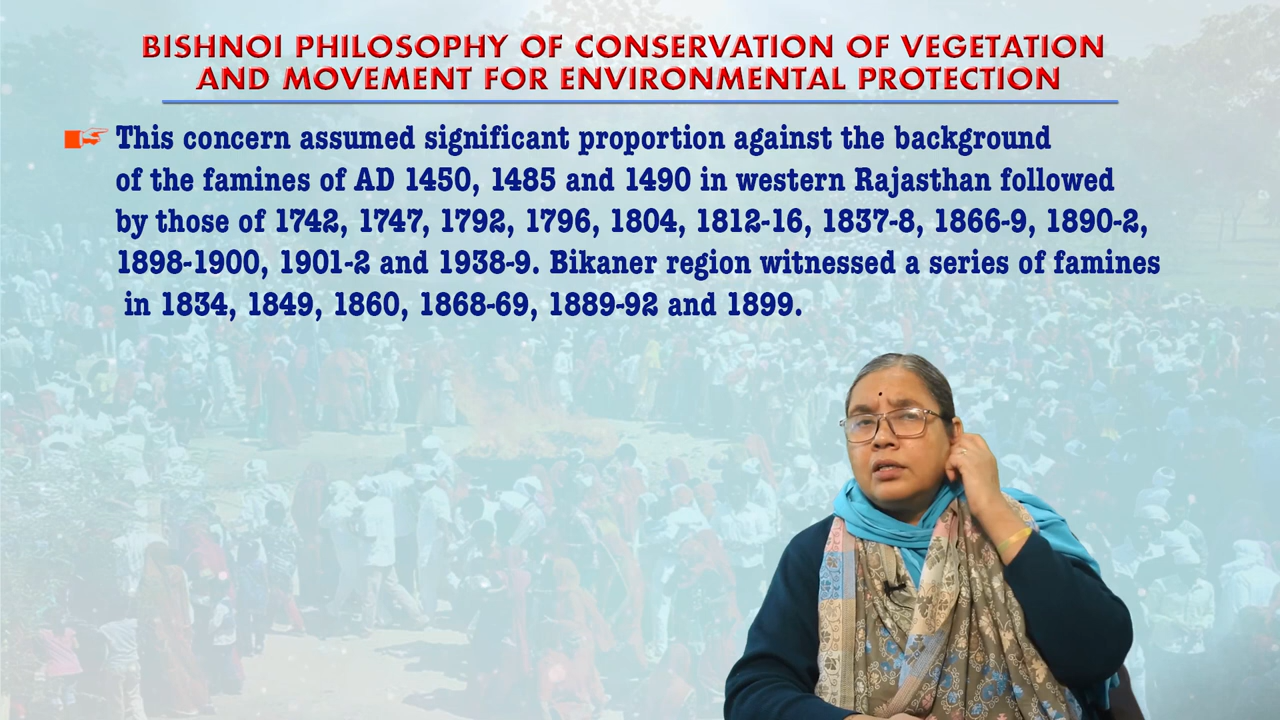 BISHNOI PHILOSOPHY OF CONSERVATION OF VEGETATION
AND MOVEMENT FOR ENVIRONMENTAL PROTECTION
This concern assumed significant proportion against the background
of the famines of AD 1450, 1485 and 1490 in western Rajasthan followed
by those of 1742, 1747, 1792, 1796, 1804, 1812-16, 1837-8, 1866-9, 1890-2,
1898-1900, 1901-2 and 1938-9. Bikaner region witnessed a series of famines
in 1834, 1849, 1860, 1868-69, 1889-92 and 1899.